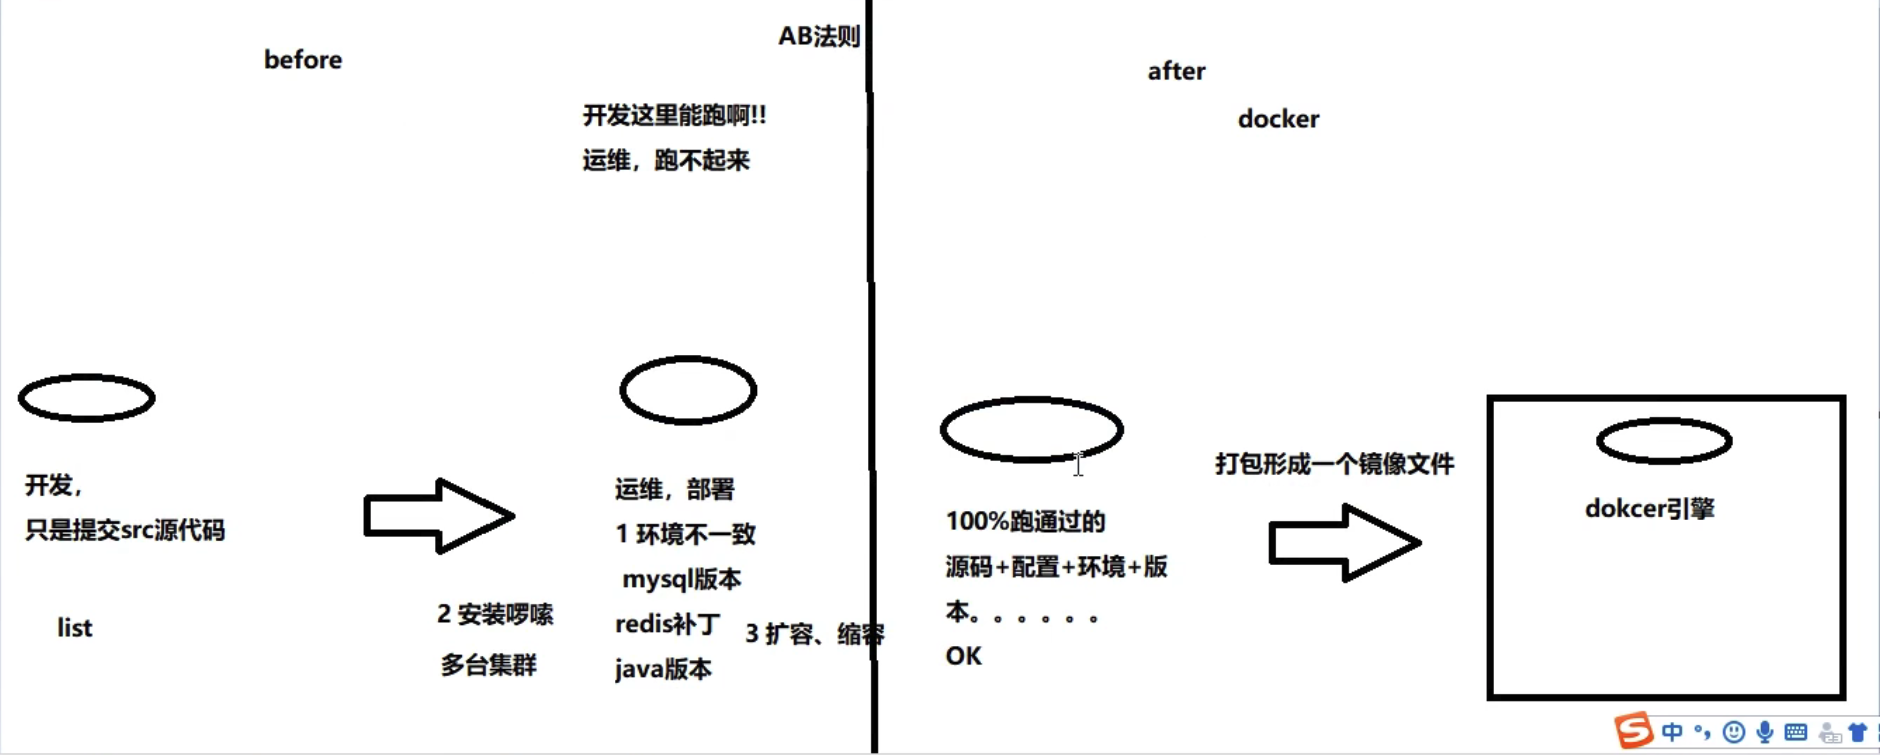 before
AB法则
开发这里能跑啊!!
运维，跑不起来
开发，
只是提交src源代码
list
2 安装啰嗦
多台集群
运维，部署
1 环境不一致
mysql版本
redis补丁
java版本
3 扩容、缩容
after
docker
100%跑通过的
源码+配置+环境+版
本。。。。。。
OK
打包形成一个镜像文件
dokcer引擎
中